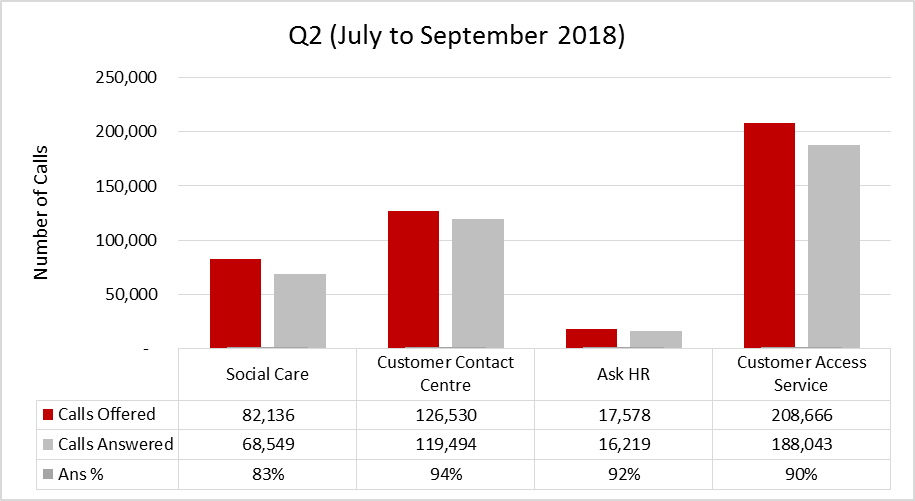 Q2 (July to September 2018)
Number of Calls
250,000
200,000
150,000
100,000
50,000
-
Social Care
Customer Contact
Centre
Ask HR
Customer Access
Service
Calls Offered 82,136 126,530 17,578 208,666
Calls Answered 68,549 119,494 16,219 188,043
Ans % 83% 94% 92% 90%